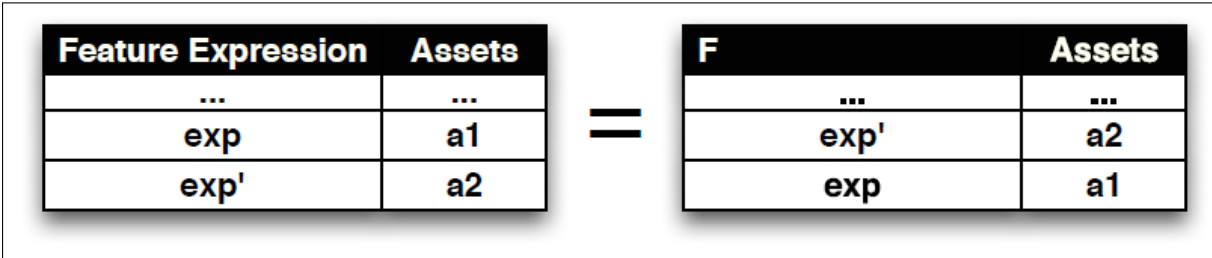 Feature Expression Assets
... ...
exp a1
exp' a2
=
F Assets
... ...
exp' a2
exp a1